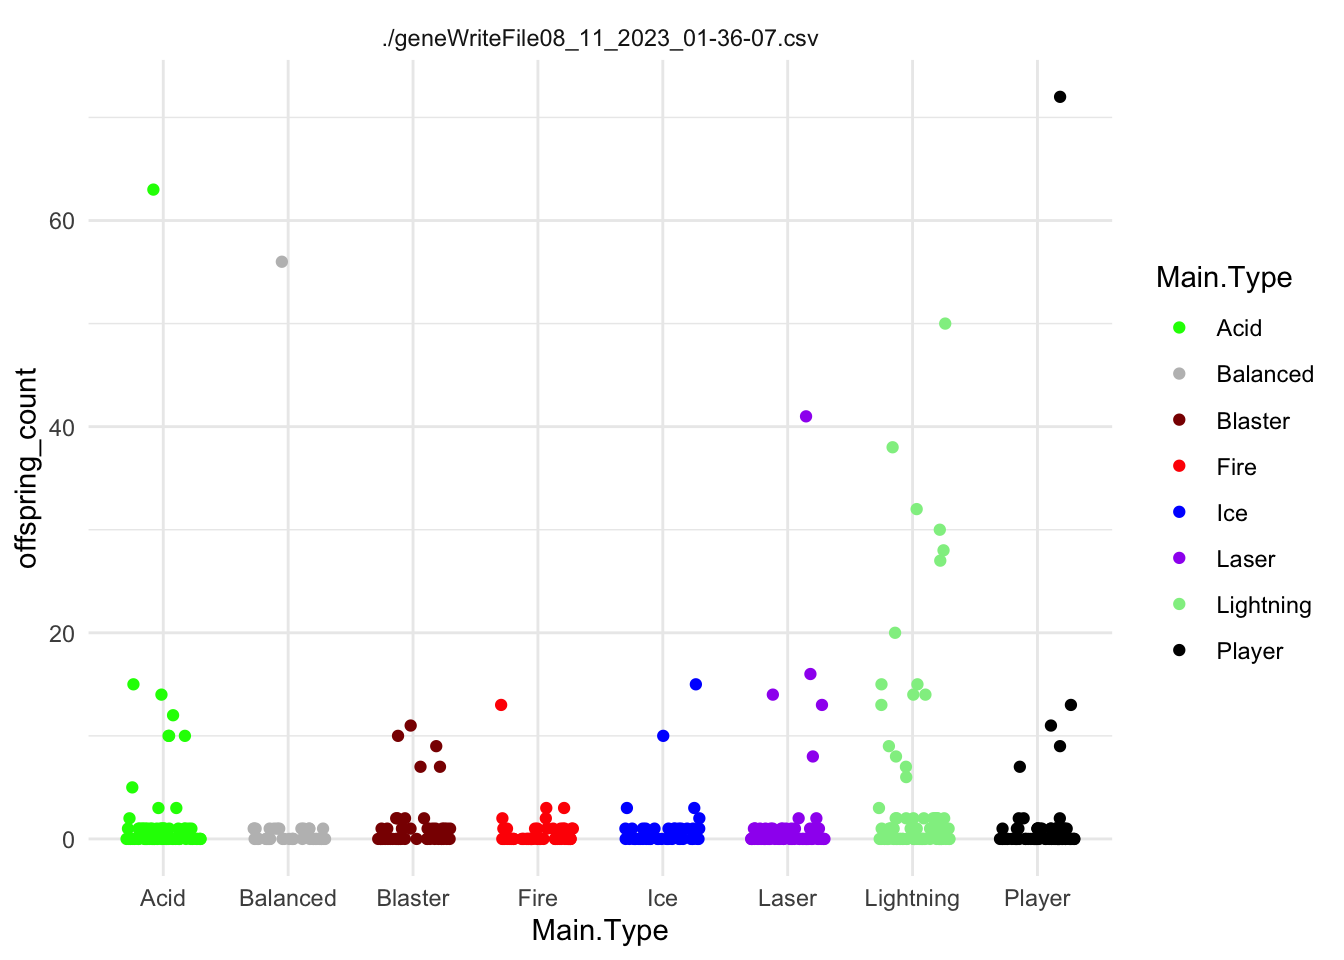 ./geneWriteFile08_11_2023_01-36-07.csv
offspring_count
60
40
20
0
Acid Balanced Blaster Fire Ice Laser Lightning Player
Main.Type
Main.Type
Acid
Balanced
Blaster
Fire
Ice
Laser
Lightning
Player